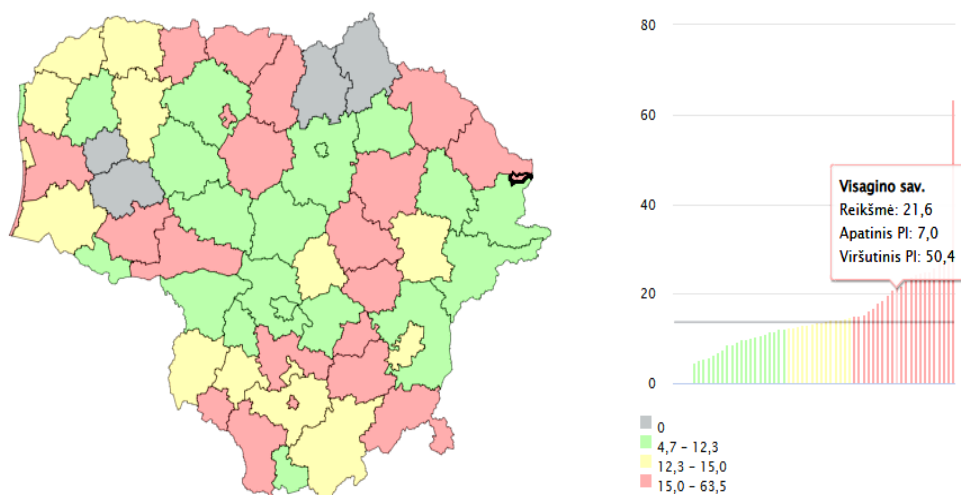 80
60
Visagino sav.
Reikšmė: 21,6
Apatinis PI: 7,0
Viršutinis PI: 50,4
40
20
0
0
4,7 – 12,3
12,3 – 15,0
15,0 – 63,5